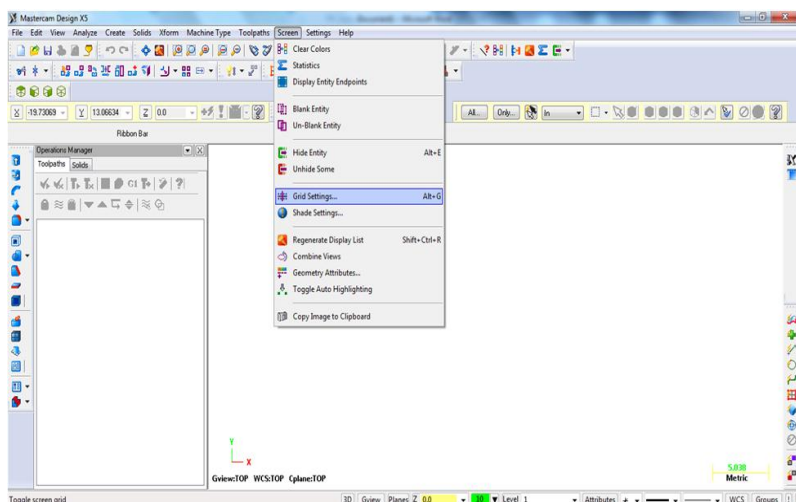 Mastercam Design X5
File Edit View Analyze Create Solids Xform Machine Type Toolpaths Screen Settings Help
Clear Colors
Statistics
Display Entity Endpoints
Blank Entity
Un-Blank Entity
Hide Entity Alt+E
Unhide Some
Grid Settings... Alt+G
Shade Settings...
Regenerate Display List Shift+Ctrl+R
Combine Views
Geometry Attributes...
Toggle Auto Highlighting
Copy Image to Clipboard
X -19.73069 Y 13.06634 Z 0.0
All... Only... In
Ribbon Bar
Operations Manager
Toolpaths Solids
G1
Y
X
Gview:TOP WCS:TOP Cplane:TOP
5.038
Metric
Toggle screen grid
3D Gview Planes Z 0.0 10 Level 1 Attributes WCS Groups